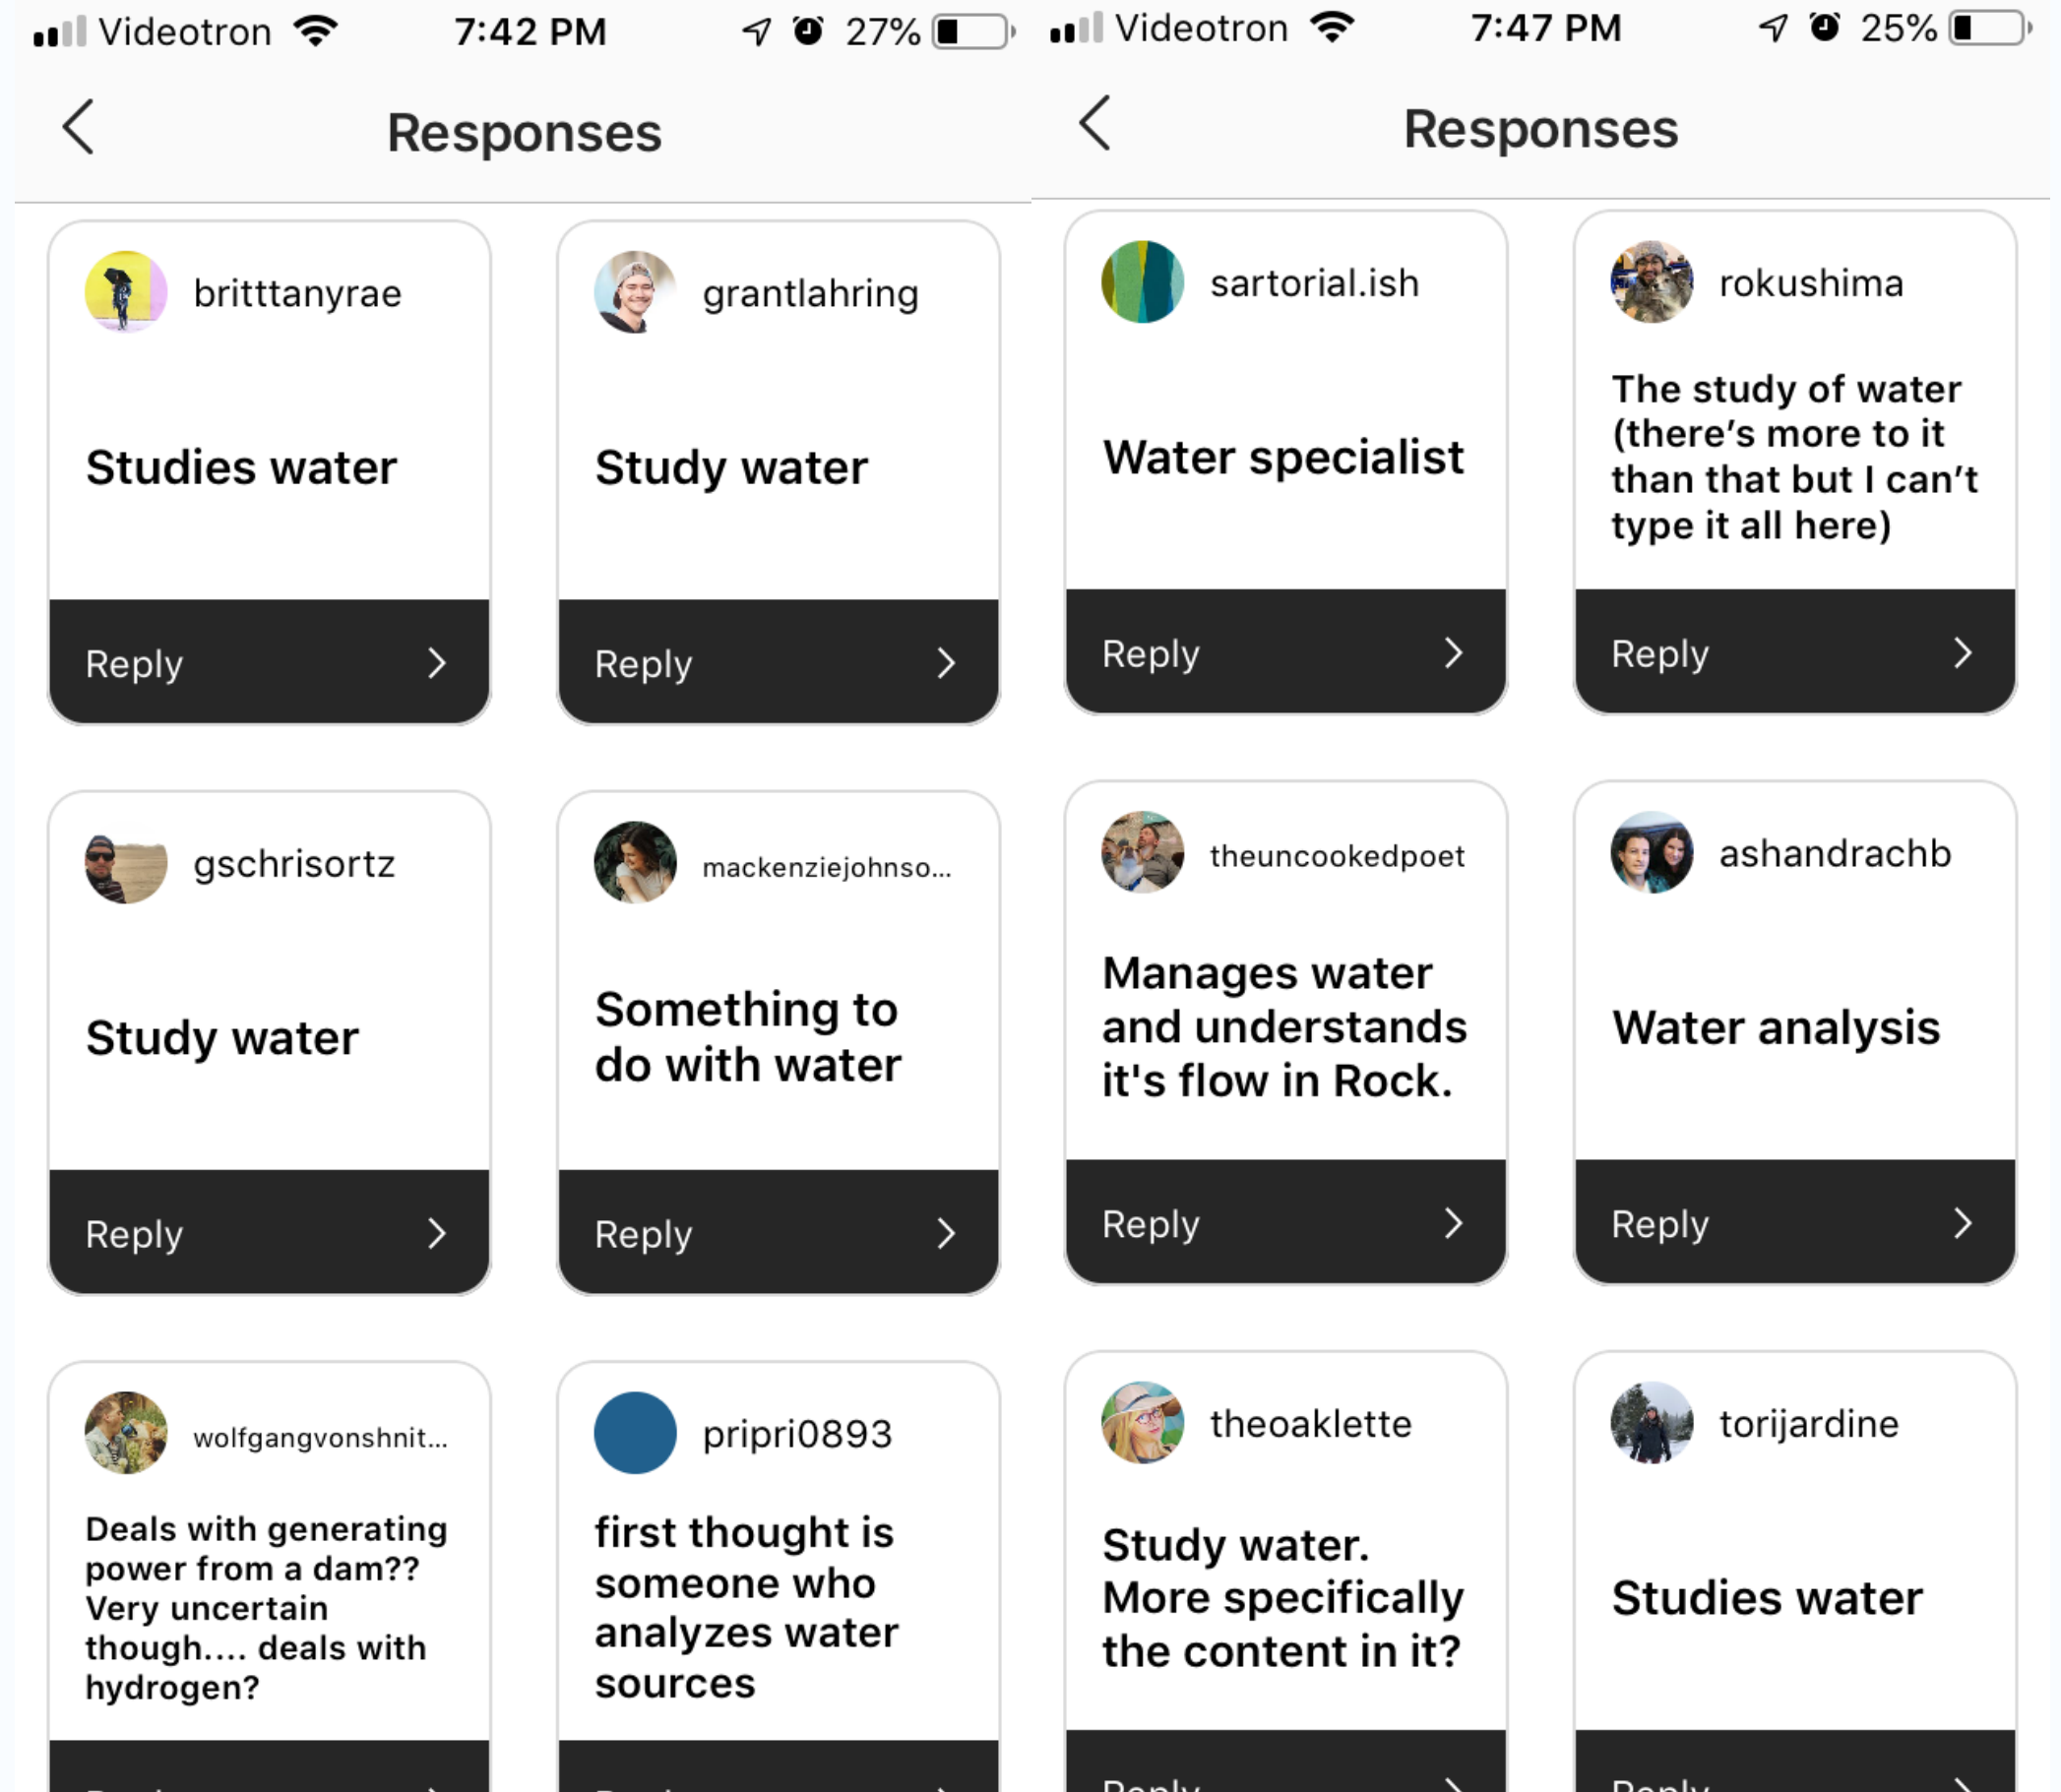 Videotron 7:42 PM 27%
Responses
britttanyrae
Studies water
Reply
grantlahring
Study water
Reply
gschrisortz
Study water
Reply
mackenziejohnso...
Something to
do with water
Reply
wolfgangvonshnit...
Deals with generating
power from a dam??
Very uncertain
though.... deals with
hydrogen?
pripri0893
first thought is
someone who
analyzes water
sources
Videotron 7:47 PM 25%
Responses
sartorial.ish
Water specialist
Reply
rokushima
The study of water
(there’s more to it
than that but I can’t
type it all here)
Reply
theuncookedpoet
Manages water
and understands
it's flow in Rock.
Reply
ashandrachb
Water analysis
Reply
theoaklette
Study water.
More specifically
the content in it?
Reply
torijardine
Studies water
Reply